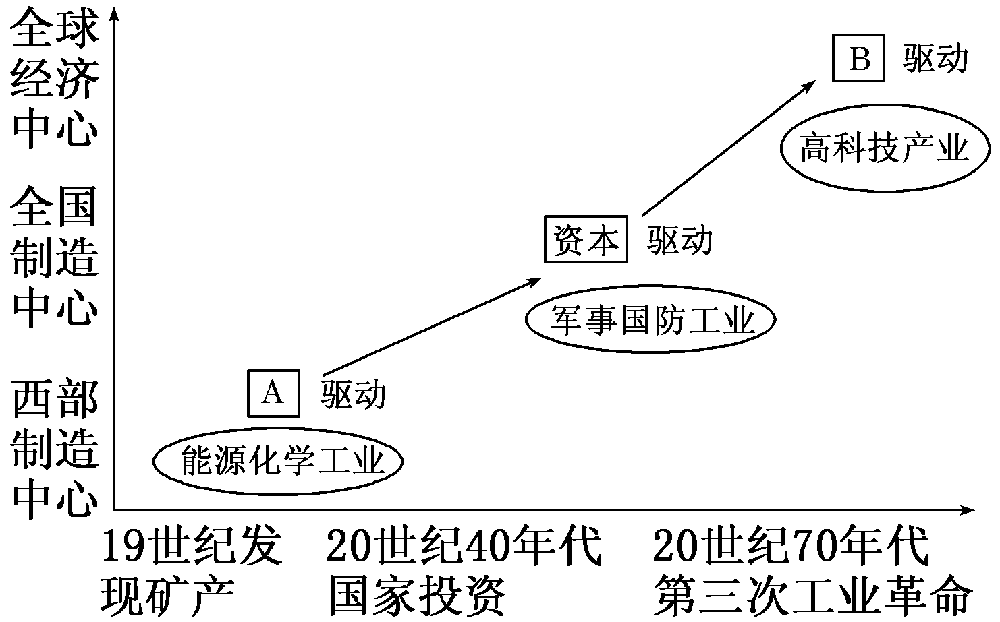 全球
经济
中心
B 驱动
高科技产业
全国
制造
中心
资本 驱动
军事国防工业
西部
制造
中心
A 驱动
能源化学工业
19世纪发
现矿产
20世纪40年代
国家投资
20世纪70年代
第三次工业革命